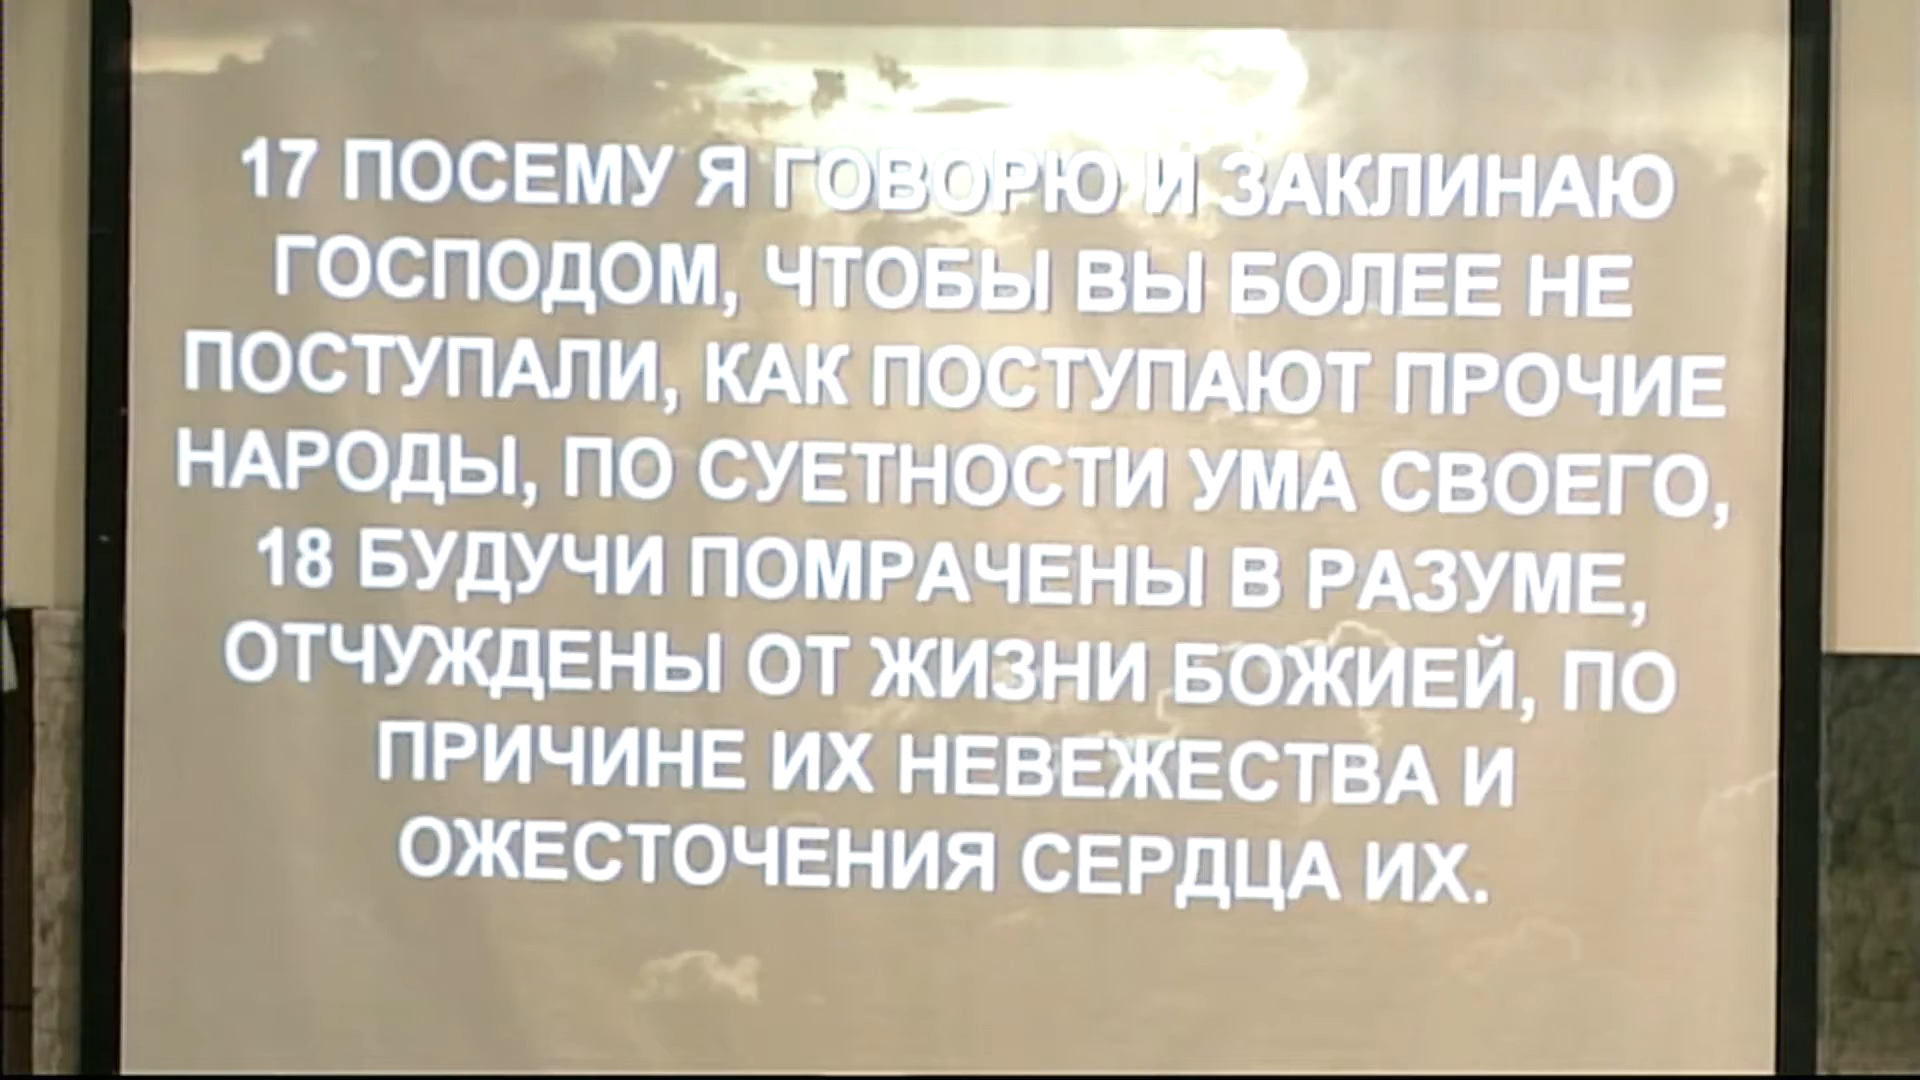 17 ПОСЕМУ Я ГОВОРЮ И ЗАКЛИНАЮ
ГОСПОДОМ, ЧТОБЫ ВЫ БОЛЕЕ НЕ
ПОСТУПАЛИ, КАК ПОСТУПАЮТ ПРОЧИЕ
НАРОДЫ, ПО СУЕТНОСТИ УМА СВОЕГО,
18 БУДУЧИ ПОМРАЧЕНЫ В РАЗУМЕ,
ОТЧУЖДЕНЫ ОТ ЖИЗНИ БОЖИЕЙ, ПО
ПРИЧИНЕ ИХ НЕВЕЖЕСТВА И
ОЖЕСТОЧЕНИЯ СЕРДЦА ИХ.